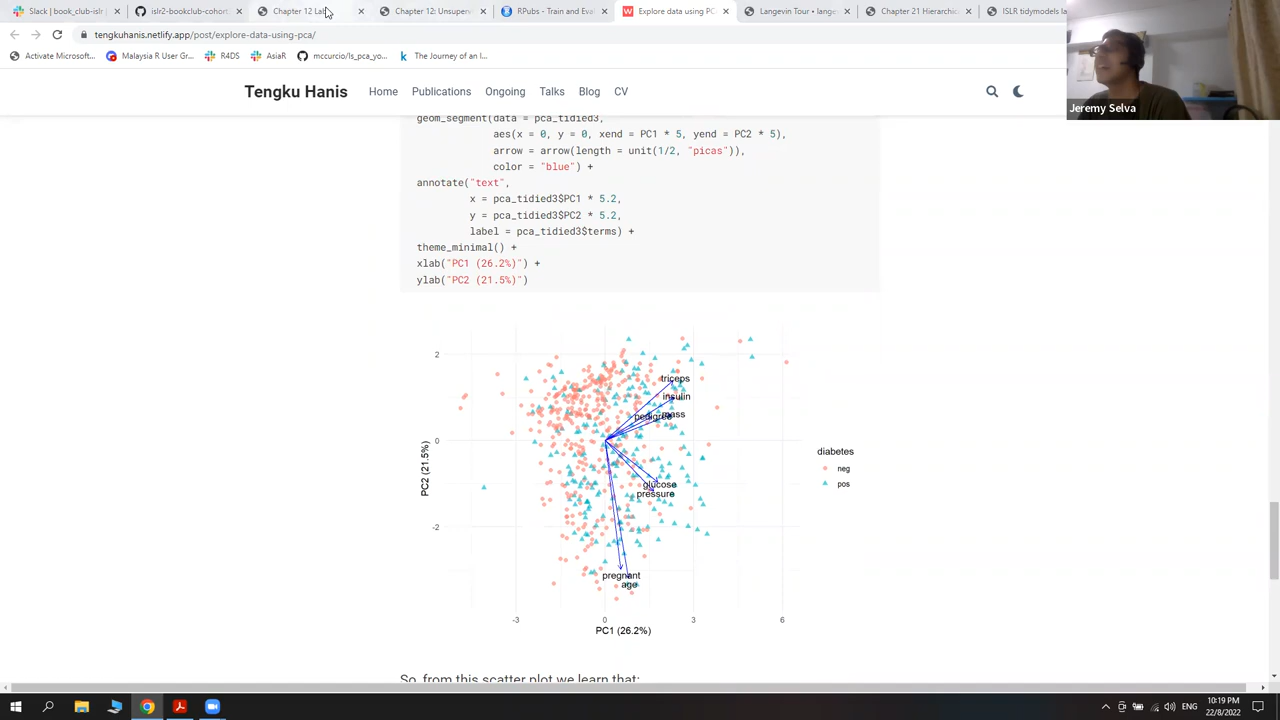 Slack | book_club-isl
islr2-bookclub-cohort
Chapter 12 Lab
Chapter 12: Unsuperv
RPubs - Train and Eval
Explore data using PC
Langevin Tour • lange
Chapter 21 Hierarchic
ISLR tidymodels la
tengkuhanis.netlify.app/post/explore-data-using-pca/
Activate Microsoft...
Malaysia R User Gr...
R4DS
AsiaR
mccurcio/ls_pca_yo...
The Journey of an I...
Tengku Hanis
Home
Publications
Ongoing
Talks
Blog
CV
Jeremy Selva
geom_segment(data = pca_tidied3,
aes(x = 0, y = 0, xend = PC1 * 5, yend = PC2 * 5),
arrow = arrow(length = unit(1/2, "picas")),
color = "blue") +
annotate("text",
x = pca_tidied3$PC1 * 5.2,
y = pca_tidied3$PC2 * 5.2,
label = pca_tidied3$terms) +
theme_minimal() +
xlab("PC1 (26.2%)") +
ylab("PC2 (21.5%)")
2
0
-2
PC2 (21.5%)
triceps
insulin
pedigree
mass
glucose
pressure
pregnant
age
diabetes
neg
pos
-3
0
3
6
PC1 (26.2%)
So, from this scatter plot we learn that:
ENG
10:19 PM
22/8/2022